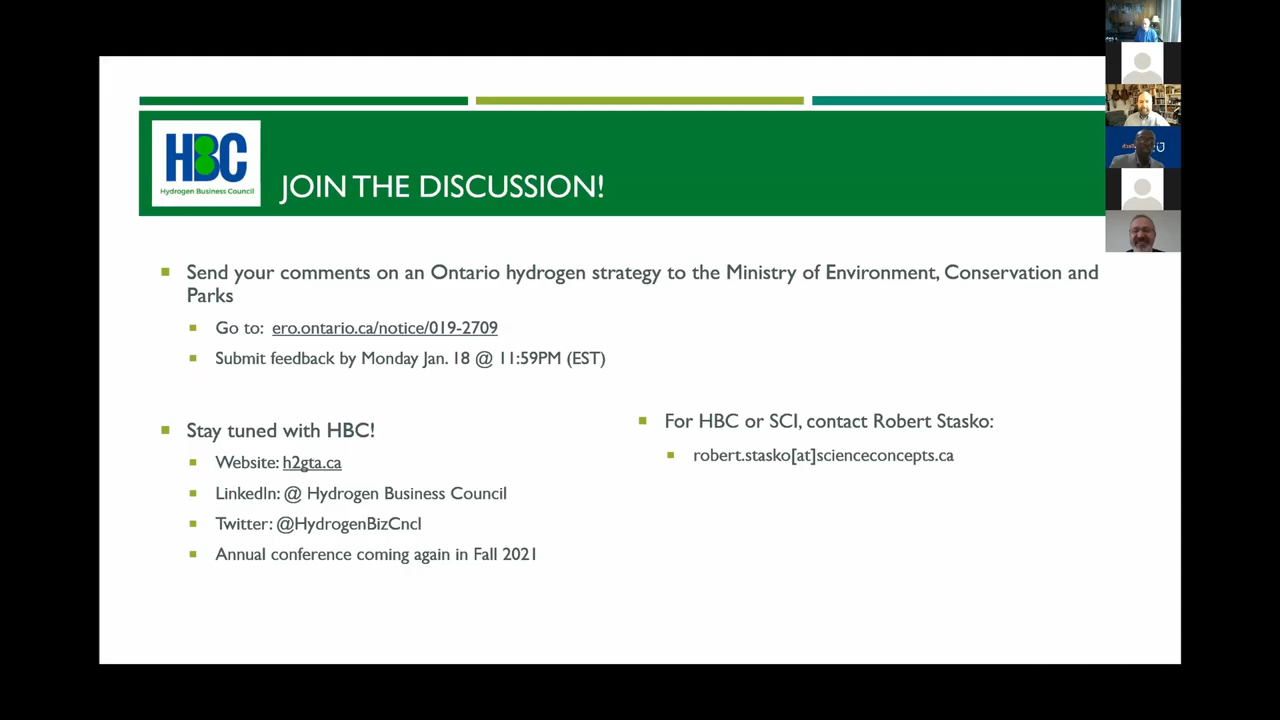 HBC
Hydrogen Business Council
JOIN THE DISCUSSION!
Send your comments on an Ontario hydrogen strategy to the Ministry of Environment, Conservation and
Parks
Go to: ero.ontario.ca/notice/019-2709
Submit feedback by Monday Jan. 18 @ 11:59PM (EST)
Stay tuned with HBC!
Website: h2gta.ca
LinkedIn: @ Hydrogen Business Council
Twitter: @HydrogenBizCncl
Annual conference coming again in Fall 2021
For HBC or SCI, contact Robert Stasko:
robert.stasko[at]scienceconcepts.ca